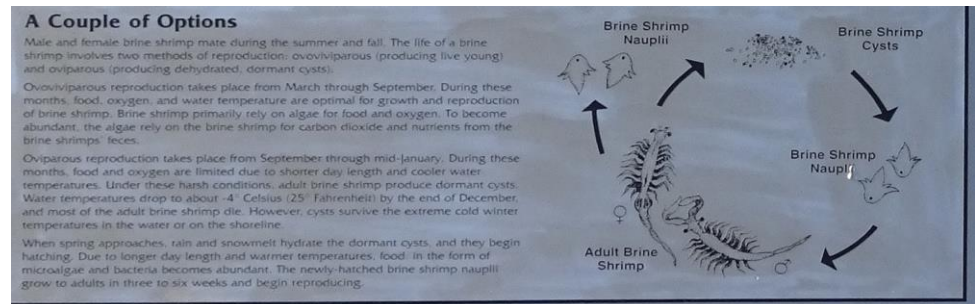 A Couple of Options
Male and female brine shrimp mate during the summer and fall. The life of a brine
shrimp involves two methods of reproduction: ovoviviparous (producing live young)
and oviparous (producing dehydrated, dormant cysts).
Ovoviviparous reproduction takes place from March through September. During these
months, food, oxygen, and water temperature are optimal for growth and reproduction
of brine shrimp. Brine shrimp primarily rely on algae for food and oxygen. To become
abundant, the algae rely on the brine shrimp for carbon dioxide and nutrients from the
brine shrimps' feces.
Oviparous reproduction takes place from September through mid-January. During these
months, food and oxygen are limited due to shorter day length and cooler water
temperatures. Under these harsh conditions, adult brine shrimp produce dormant cysts.
Water temperatures drop to about -4° Celsius (25° Fahrenheit) by the end of December,
and most of the adult brine shrimp die. However, cysts survive the extreme cold winter
temperatures in the water or on the shoreline.
When spring approaches, rain and snowmelt hydrate the dormant cysts, and they begin
hatching. Due to longer day length and warmer temperatures, food, in the form of
microalgae and bacteria becomes abundant. The newly-hatched brine shrimp nauplii
grow to adults in three to six weeks and begin reproducing.
Brine Shrimp
Nauplii
Brine Shrimp
Cysts
Brine Shrimp
Nauplii
♀
Adult Brine
Shrimp
♂